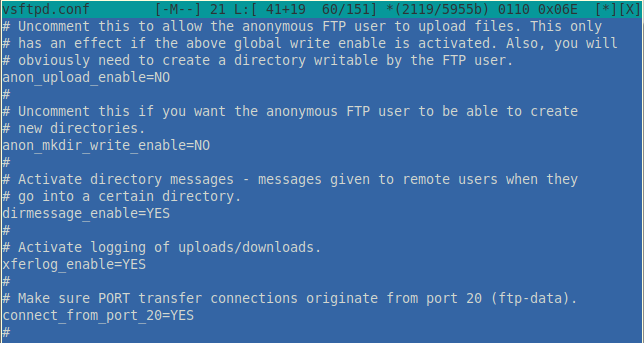 vsftpd.conf [-M--] 21 L:[ 41+19 60/151] *(2119/5955b) 0110 0x06E [*][X]
# Uncomment this to allow the anonymous FTP user to upload files. This only
# has an effect if the above global write enable is activated. Also, you will
# obviously need to create a directory writable by the FTP user.
anon_upload_enable=NO
#
# Uncomment this if you want the anonymous FTP user to be able to create
# new directories.
anon_mkdir_write_enable=NO
#
# Activate directory messages - messages given to remote users when they
# go into a certain directory.
dirmessage_enable=YES
#
# Activate logging of uploads/downloads.
xferlog_enable=YES
#
# Make sure PORT transfer connections originate from port 20 (ftp-data).
connect_from_port_20=YES
#